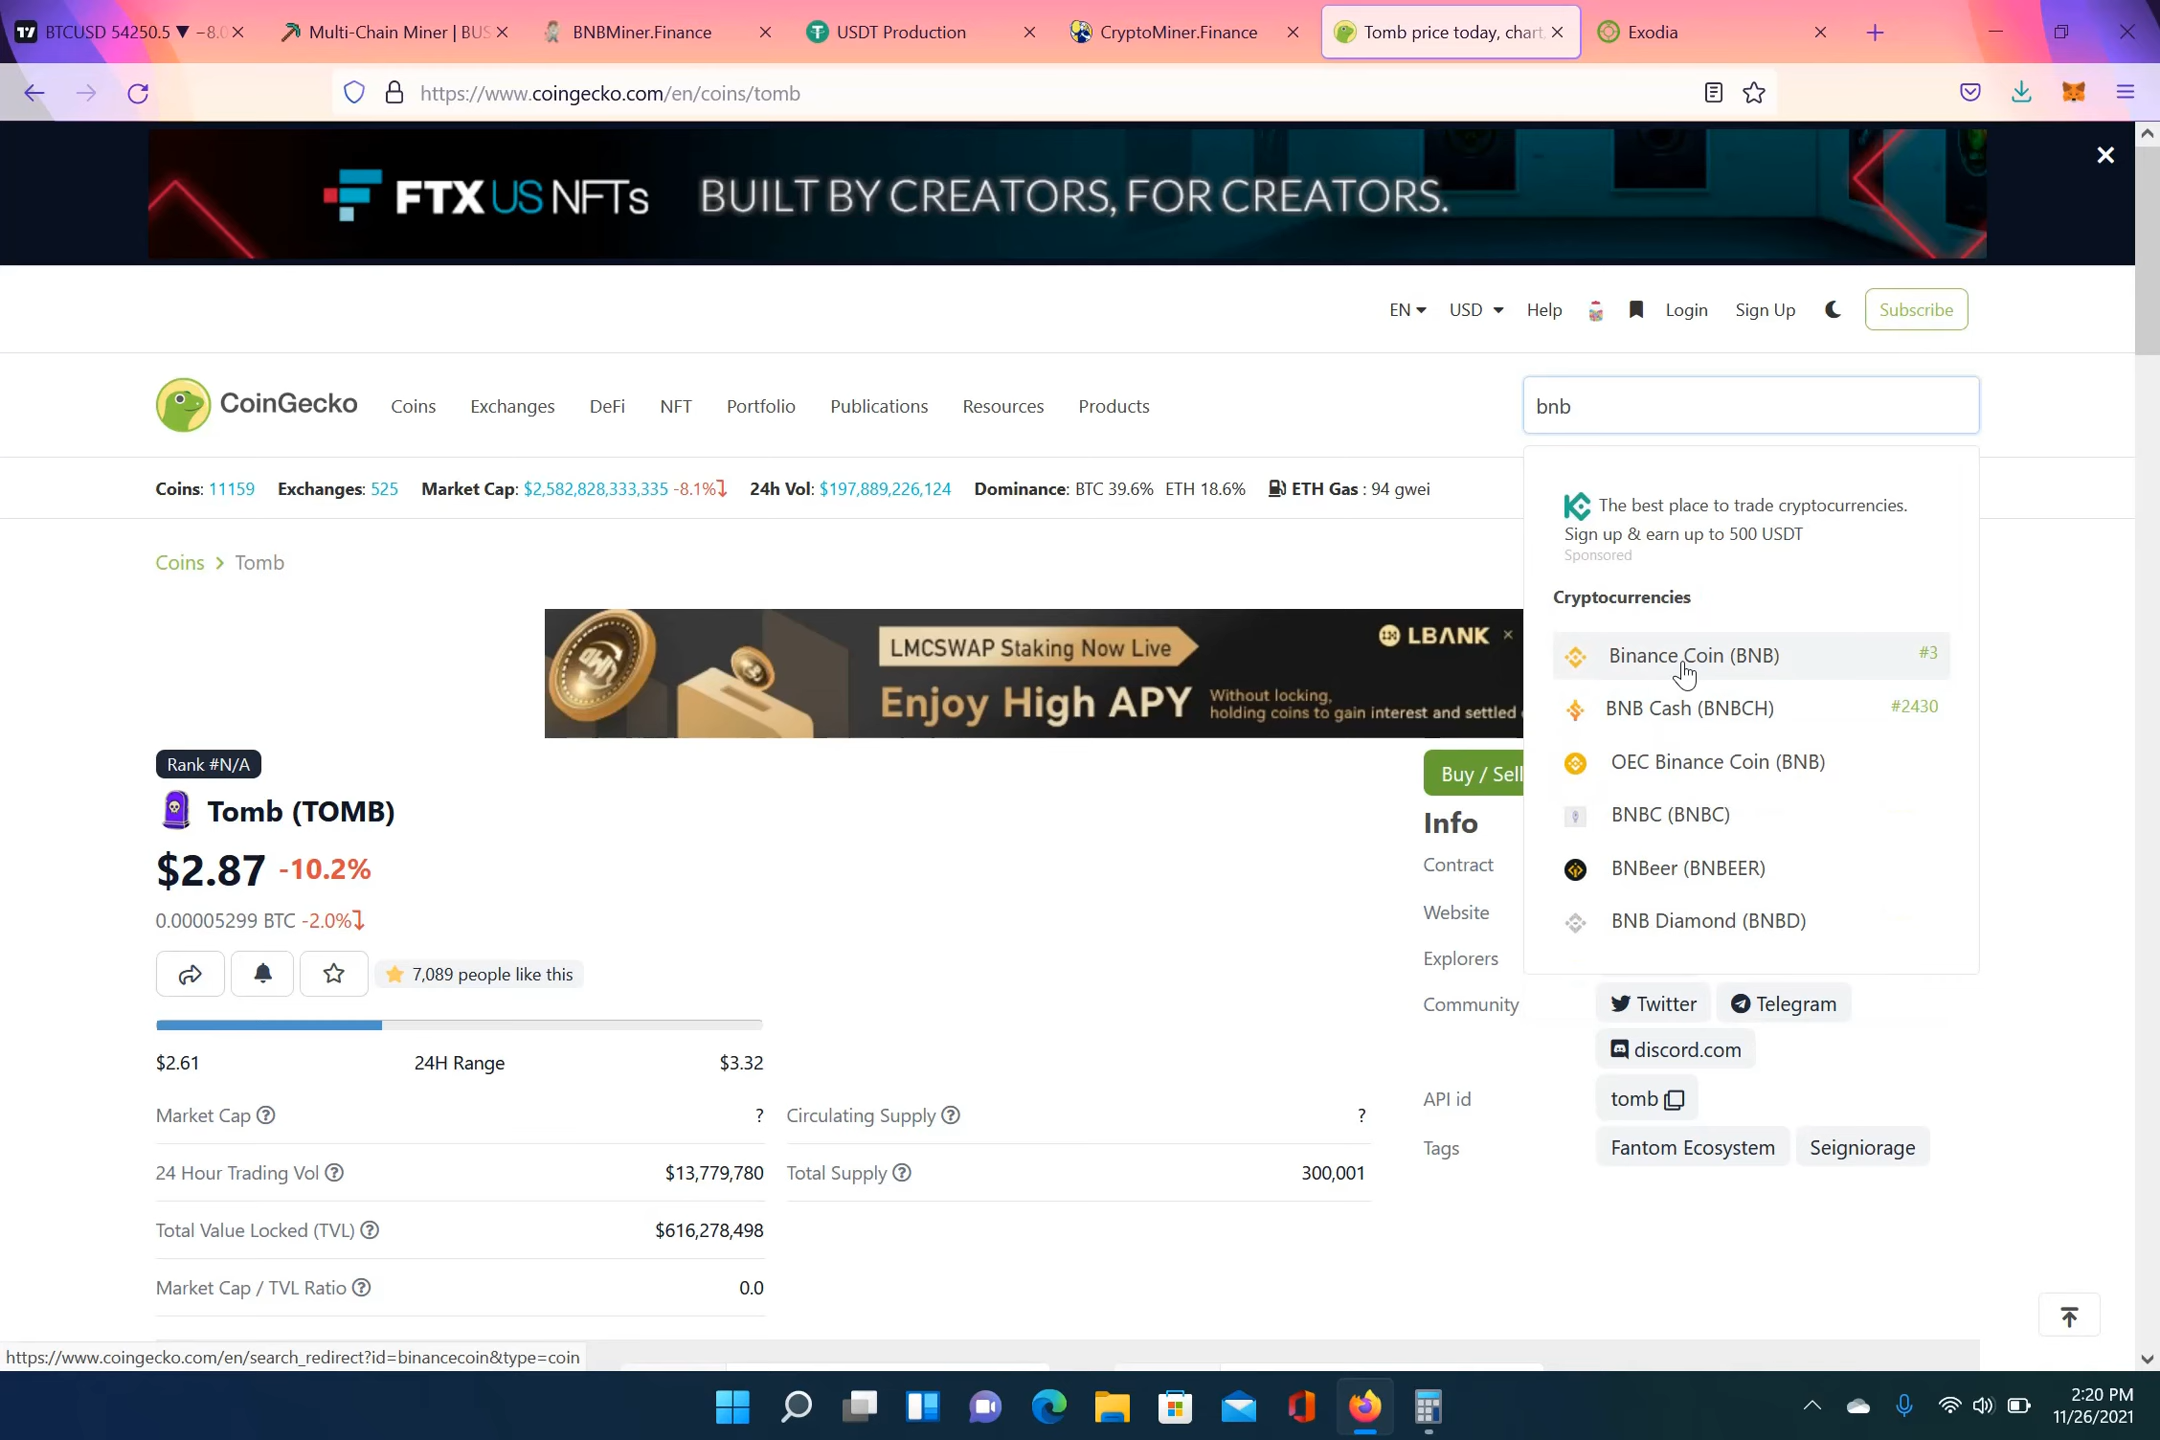 BTCUSD 54250.5 ▼ −8.0
Multi-Chain Miner | BUS
BNBMiner.Finance
USDT Production
CryptoMiner.Finance
Tomb price today, chart,
Exodia
https://www.coingecko.com/en/coins/tomb
FTX US NFTs BUILT BY CREATORS, FOR CREATORS.
EN USD Help Login Sign Up Subscribe
CoinGecko Coins Exchanges DeFi NFT Portfolio Publications Resources Products bnb
Coins: 11159 Exchanges: 525 Market Cap: $2,582,828,333,335 -8.1% 24h Vol: $197,889,226,124 Dominance: BTC 39.6% ETH 18.6% ETH Gas : 94 gwei
The best place to trade cryptocurrencies.
Sign up & earn up to 500 USDT
Sponsored
Cryptocurrencies
Binance Coin (BNB) #3
BNB Cash (BNBCH) #2430
OEC Binance Coin (BNB)
BNBC (BNBC)
BNBeer (BNBEER)
BNB Diamond (BNBD)
Coins > Tomb
LMCSWAP Staking Now Live
LBANK
Enjoy High APY
Without locking,
holding coins to gain interest and settled
Rank #N/A
Tomb (TOMB)
$2.87 -10.2%
0.00005299 BTC -2.0%
7,089 people like this
$2.61 24H Range $3.32
Market Cap ?
Circulating Supply ?
24 Hour Trading Vol $13,779,780
Total Supply 300,001
Total Value Locked (TVL) $616,278,498
Market Cap / TVL Ratio 0.0
Buy / Sell
Info
Contract
Website
Explorers
Community Twitter Telegram
discord.com
API id tomb
Tags Fantom Ecosystem Seigniorage
https://www.coingecko.com/en/search_redirect?id=binancecoin&type=coin
2:20 PM
11/26/2021